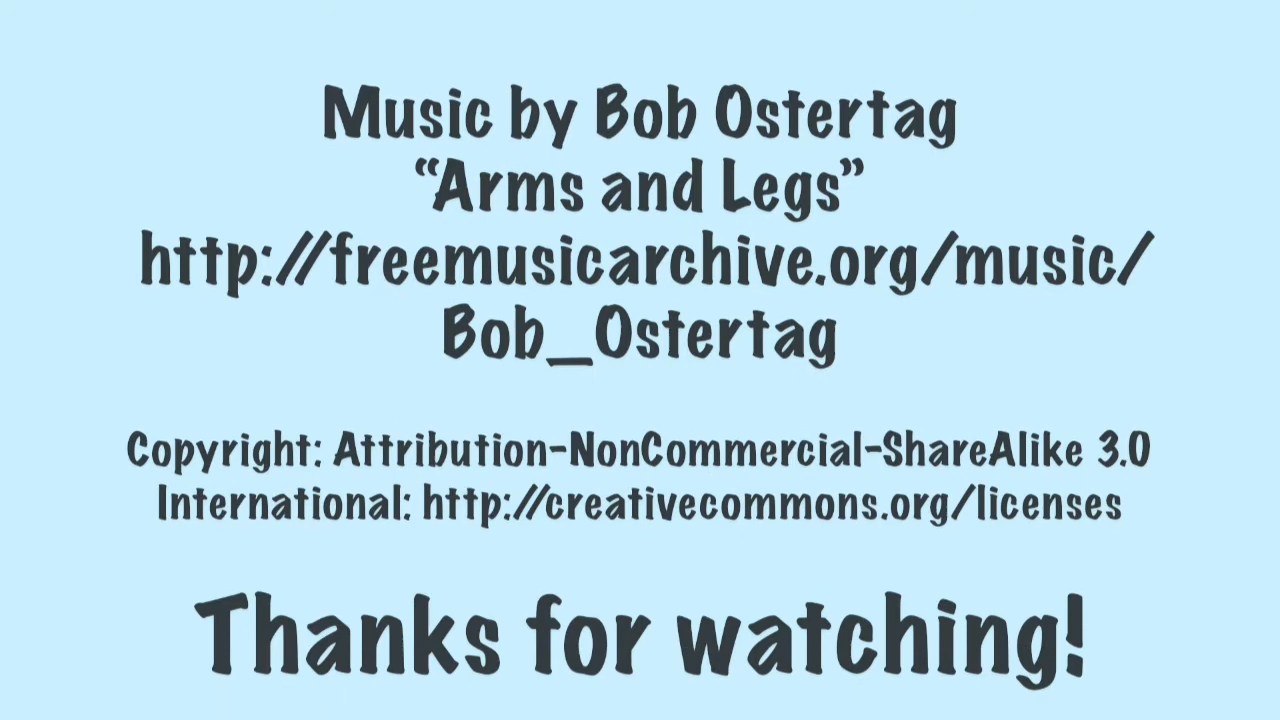 Music by Bob Ostertag
“Arms and Legs”
http://freemusicarchive.org/music/
Bob_Ostertag
Copyright: Attribution-NonCommercial-ShareAlike 3.0
International: http://creativecommons.org/licenses
Thanks for watching!